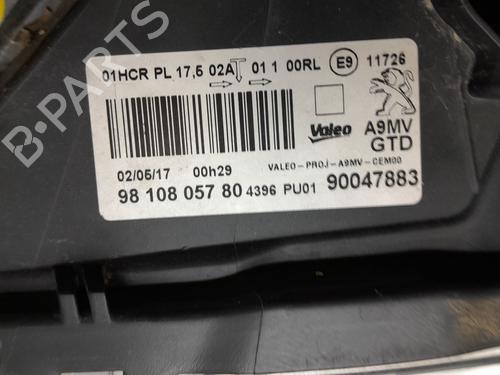 01HCR PL 17,5 02A 01 1 00RL E9 11726
Valeo A9MV
GTD
02/05/17 00h29 VALEO-PROJ-A9MV-CEM00
98 108 057 80 4396 PU01 90047883
B-PARTS